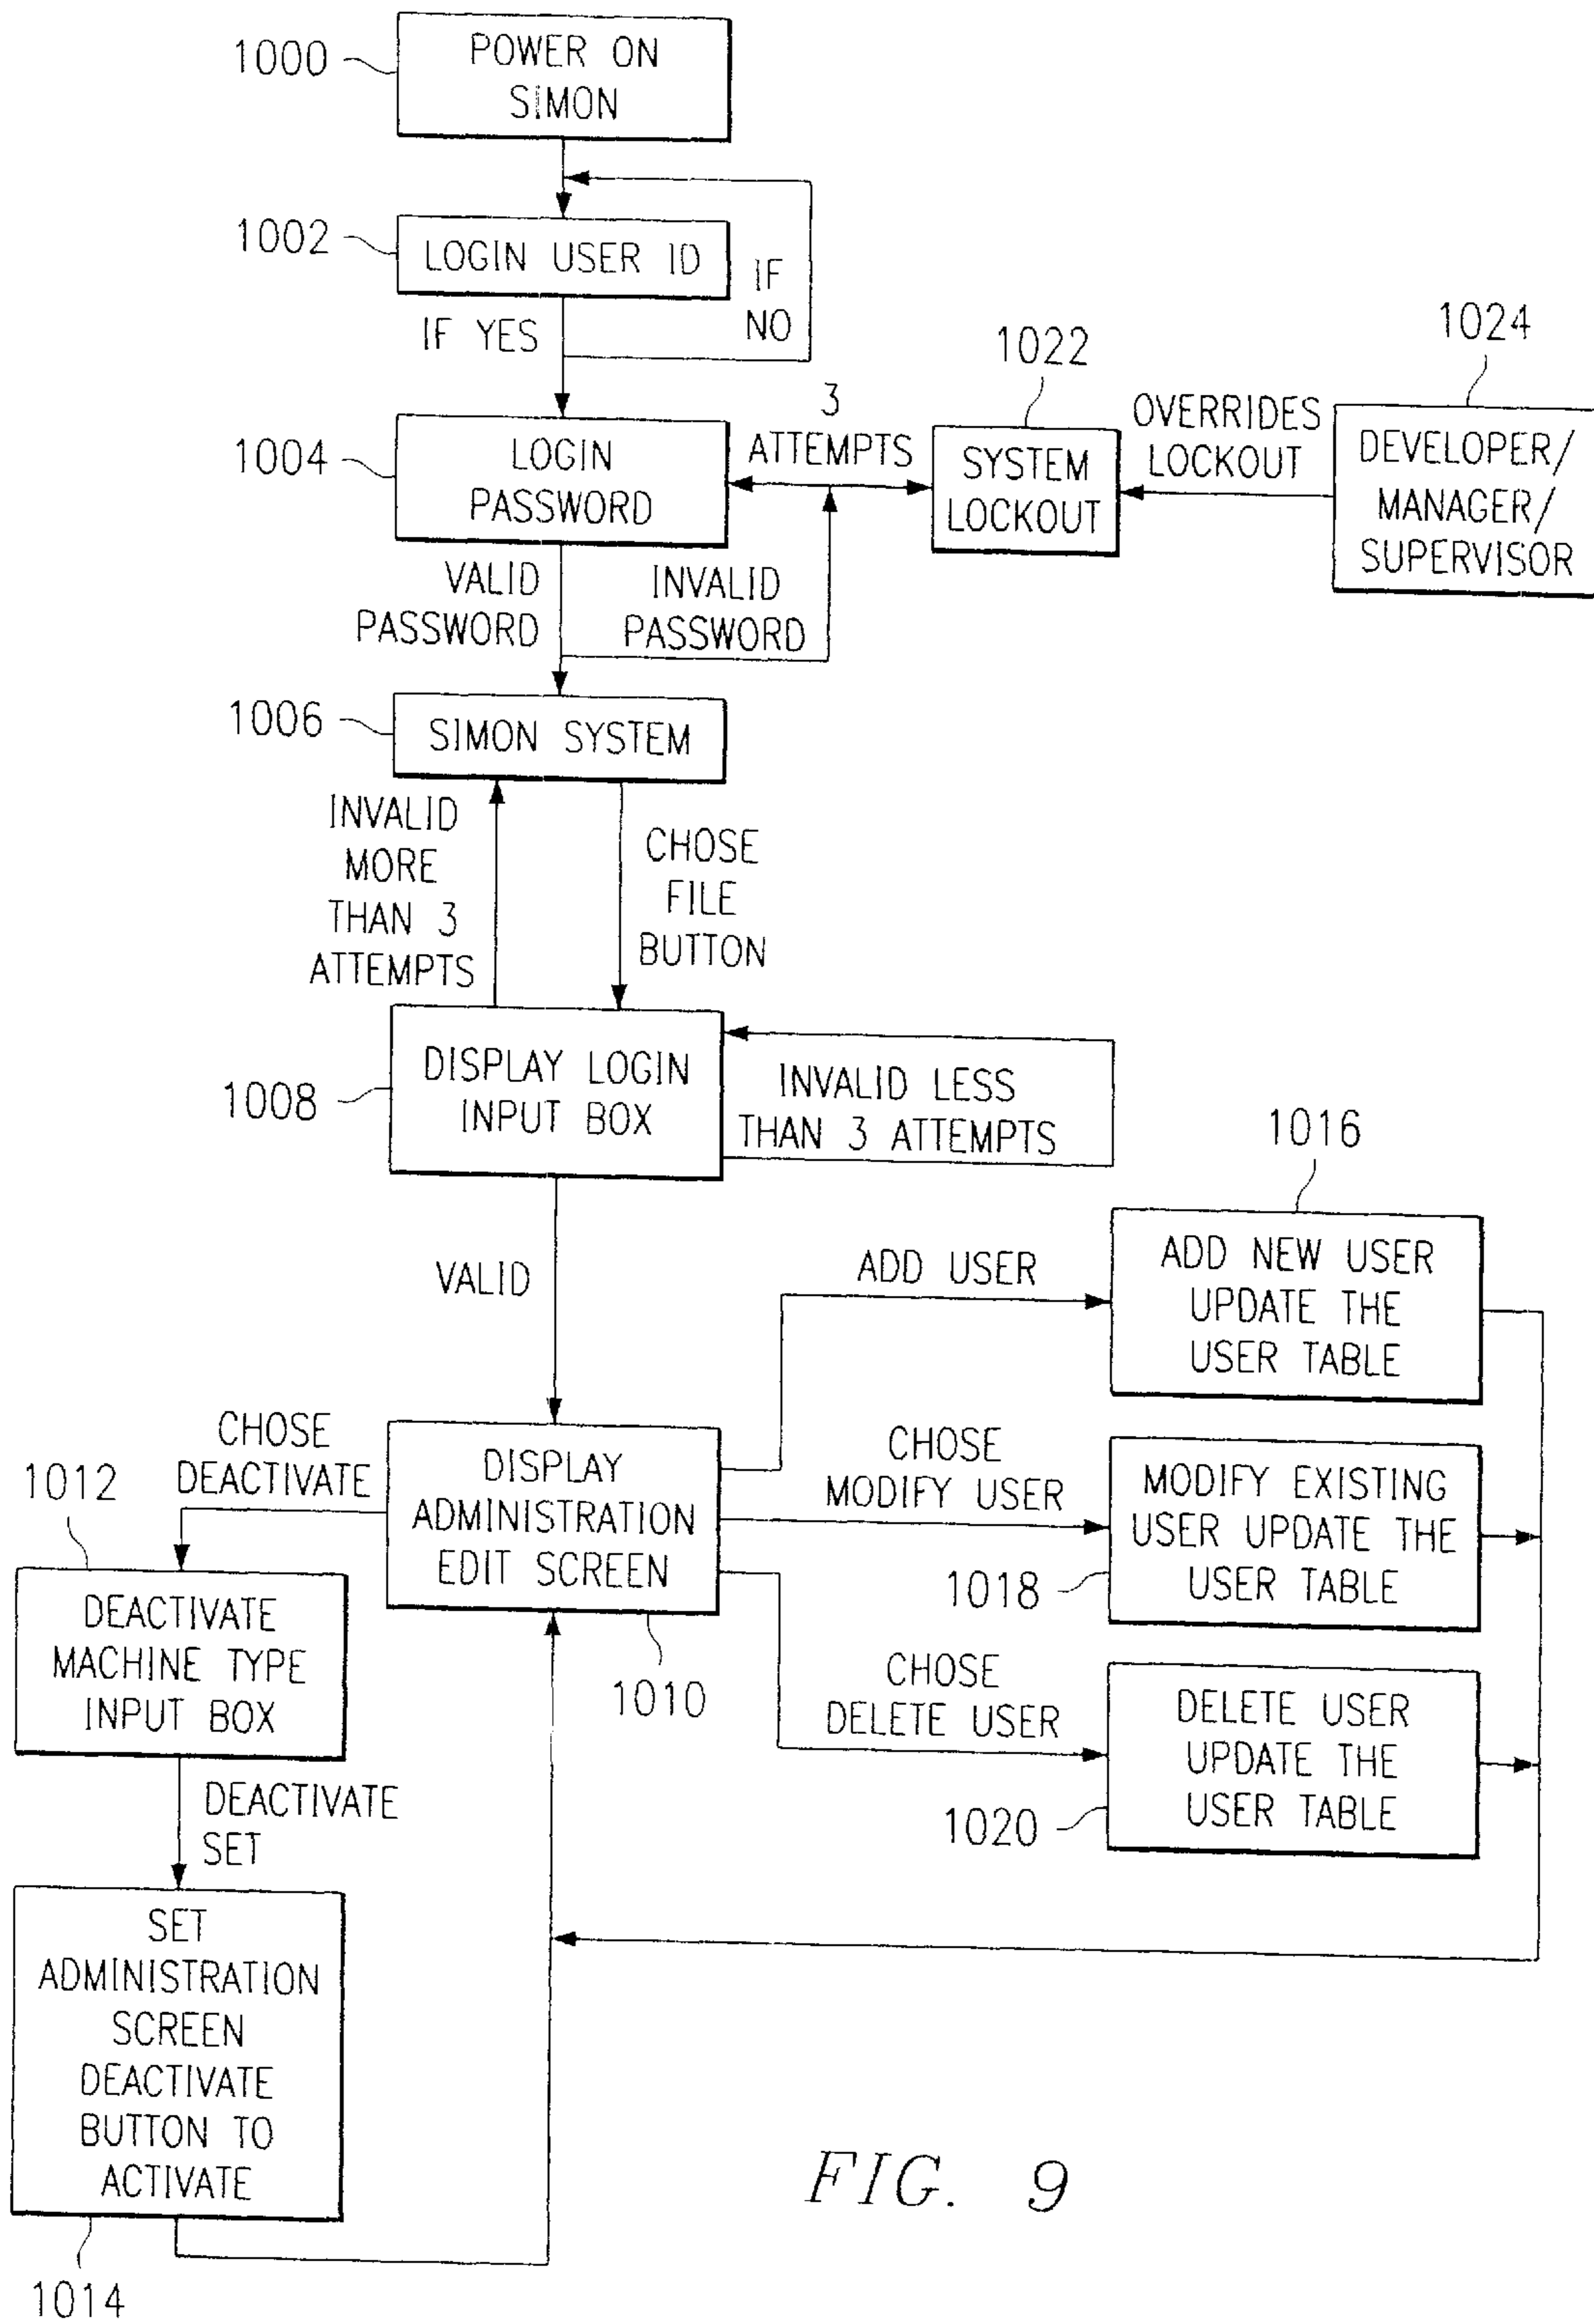 1000
POWER ON
SIMON
1002
LOGIN USER ID
IF
NO
IF YES
1004
LOGIN
PASSWORD
3
ATTEMPTS
1022
SYSTEM
LOCKOUT
OVERRIDES
LOCKOUT
1024
DEVELOPER/
MANAGER/
SUPERVISOR
VALID
PASSWORD
INVALID
PASSWORD
1006
SIMON SYSTEM
INVALID
MORE
THAN 3
ATTEMPTS
CHOSE
FILE
BUTTON
1008
DISPLAY LOGIN
INPUT BOX
INVALID LESS
THAN 3 ATTEMPTS
VALID
1016
ADD USER
ADD NEW USER
UPDATE THE
USER TABLE
CHOSE
DEACTIVATE
DISPLAY
ADMINISTRATION
EDIT SCREEN
1010
CHOSE
MODIFY USER
MODIFY EXISTING
USER UPDATE THE
USER TABLE
1018
1012
DEACTIVATE
MACHINE TYPE
INPUT BOX
CHOSE
DELETE USER
DELETE USER
UPDATE THE
USER TABLE
1020
DEACTIVATE
SET
SET
ADMINISTRATION
SCREEN
DEACTIVATE
BUTTON TO
ACTIVATE
1014
FIG. 9